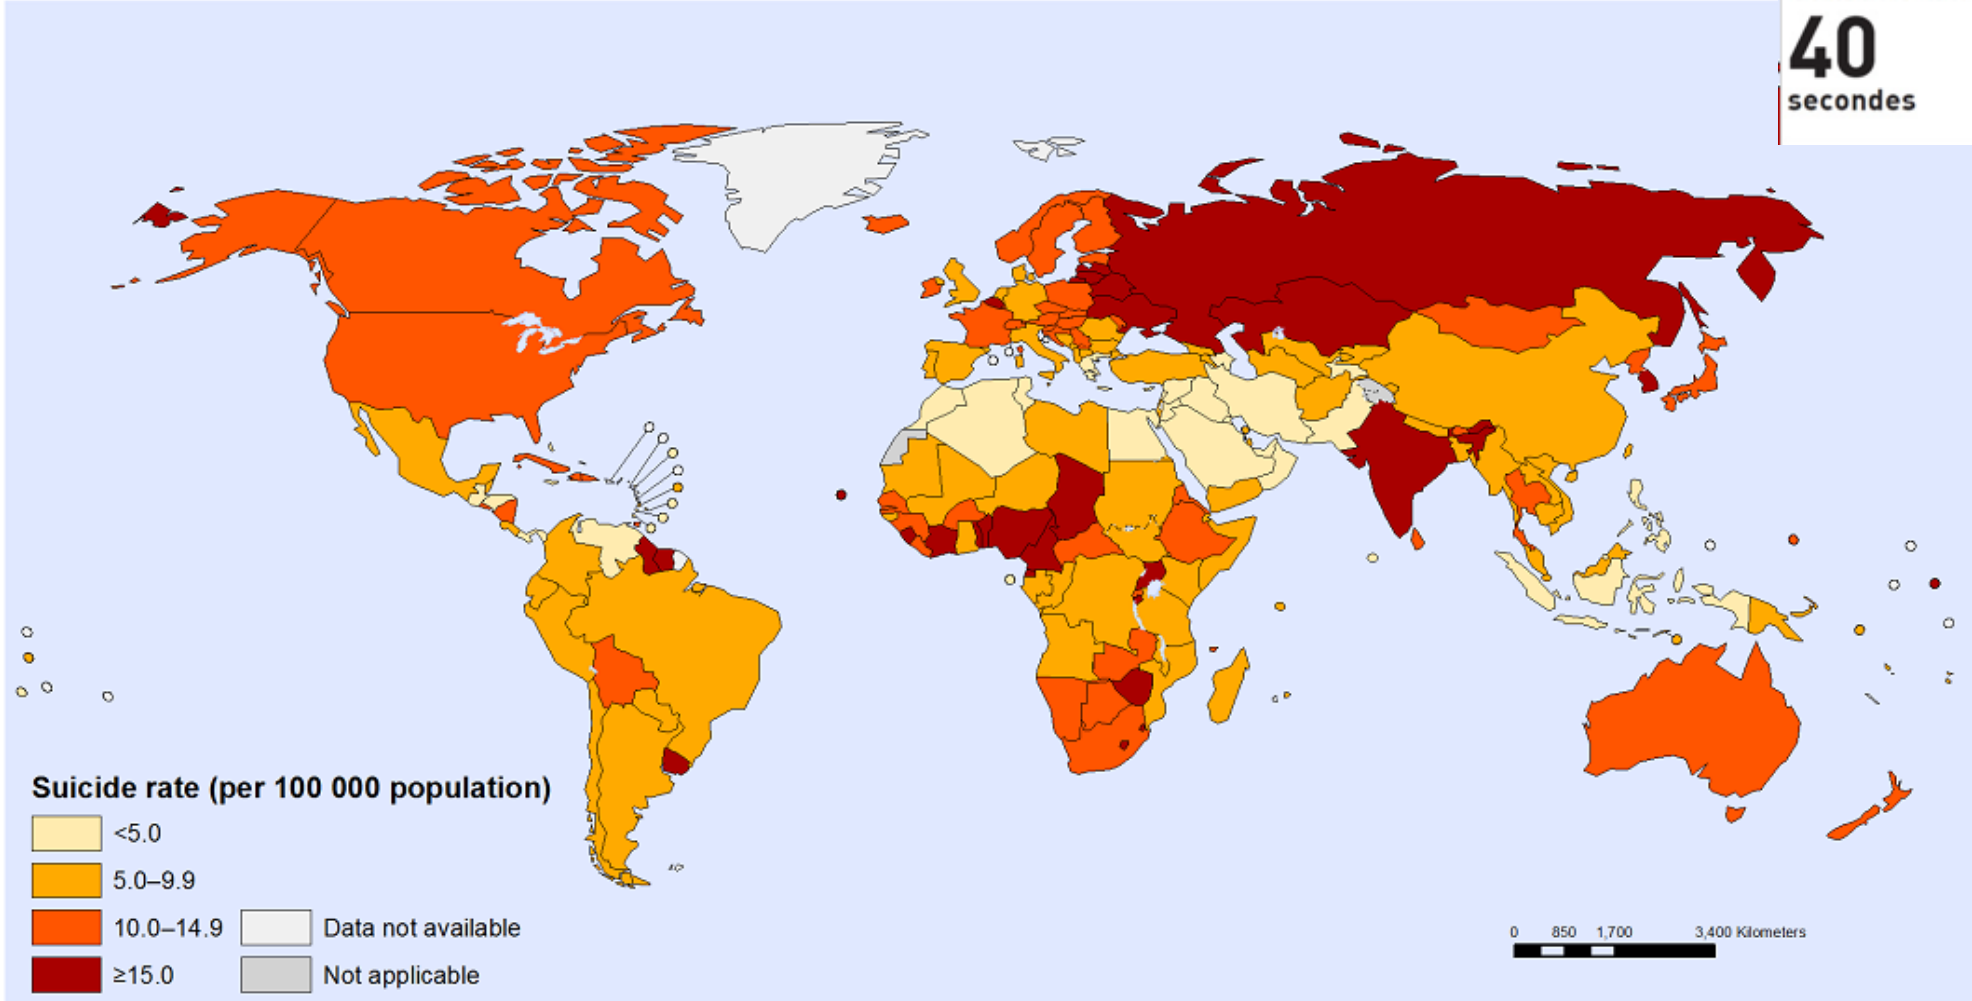 40
secondes
Suicide rate (per 100 000 population)
<5.0
5.0–9.9
10.0–14.9
≥15.0
Data not available
Not applicable
0 850 1,700 3,400 Kilometers